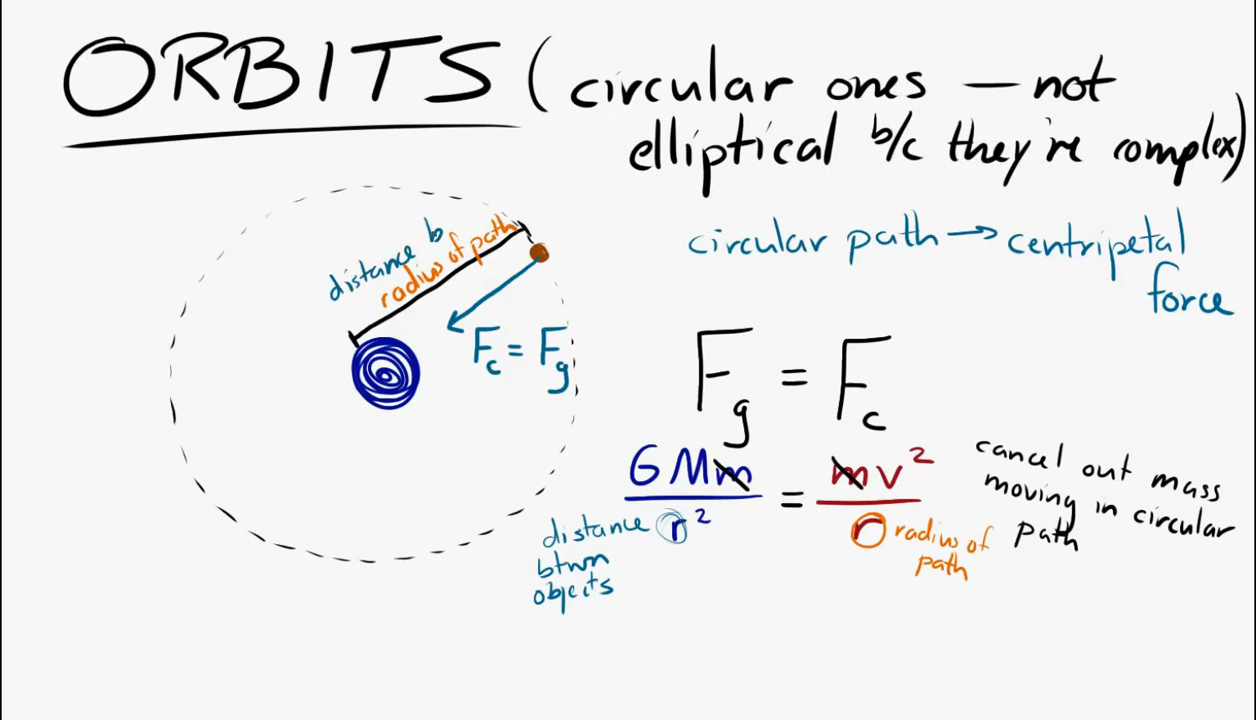 ORBITS (circular ones — not
elliptical b/c they're complex)
circular path → centripetal
force
distance b
radius of path
Fc = Fg
Fg = Fc
GMm/r² = mv²/r
distance
btwn
objects
radius of
path
cancel out mass
moving in circular
path